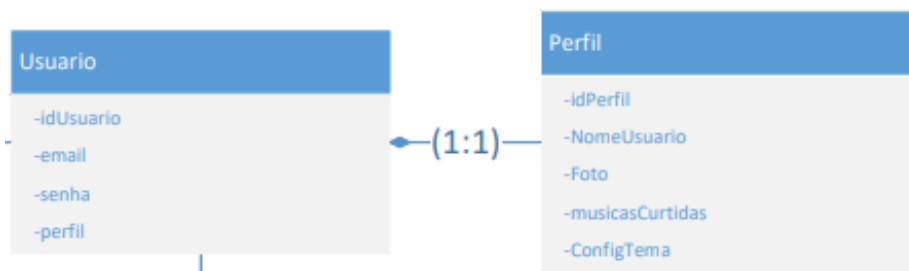 Usuario
-idUsuario
-email
-senha
-perfil
(1:1)
Perfil
-idPerfil
-NomeUsuario
-Foto
-musicasCurtidas
-ConfigTema